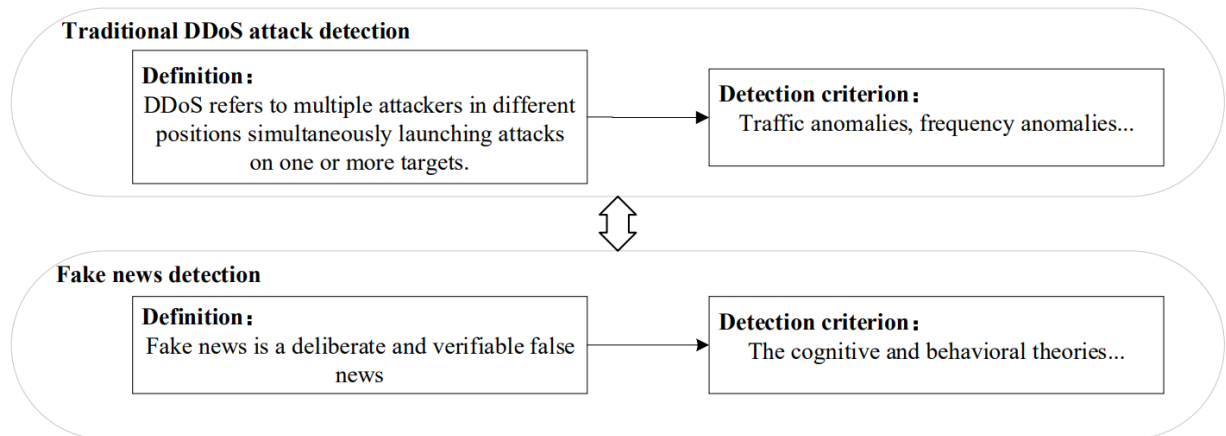 Traditional DDoS attack detection
Definition：
DDoS refers to multiple attackers in different
positions simultaneously launching attacks
on one or more targets.
Detection criterion：
Traffic anomalies, frequency anomalies...
Fake news detection
Definition：
Fake news is a deliberate and verifiable false
news
Detection criterion：
The cognitive and behavioral theories...